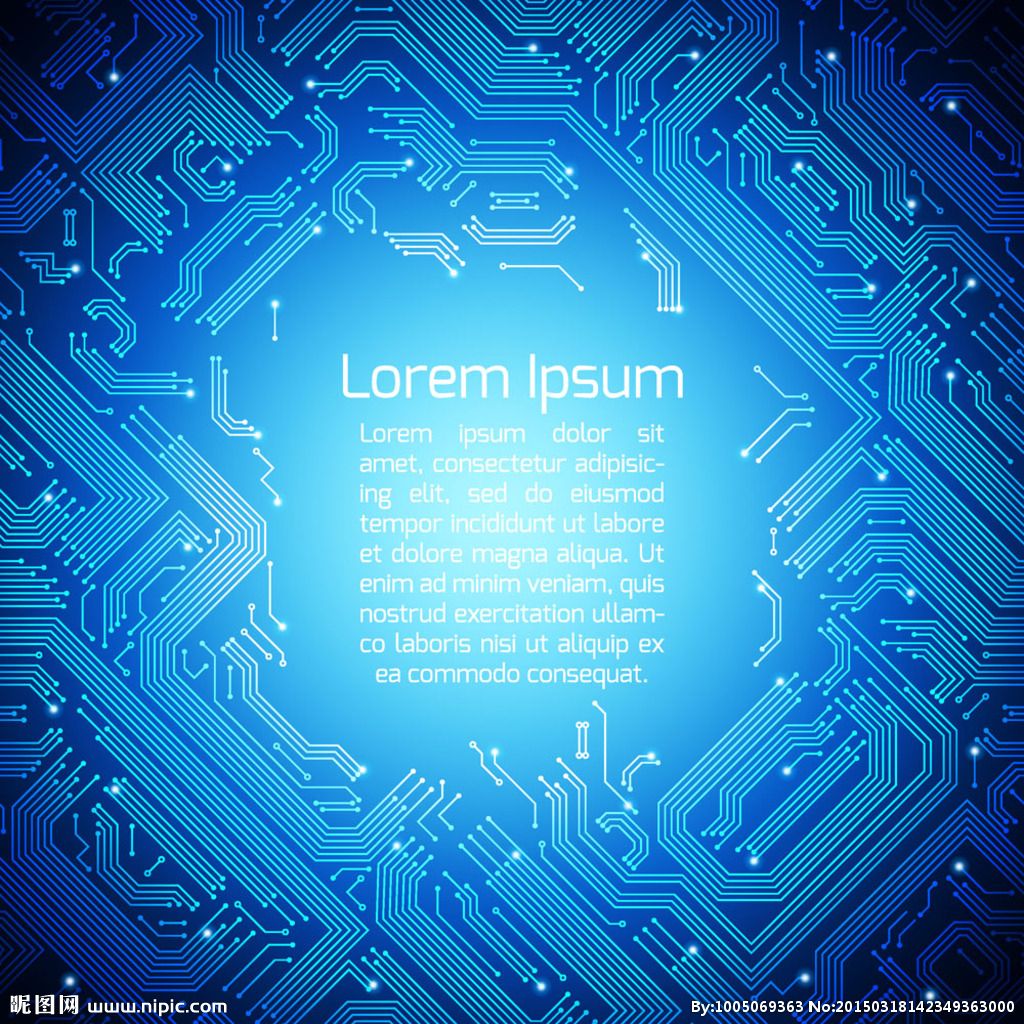 Lorem Ipsum
Lorem ipsum dolor sit
amet, consectetur adipisic-
ing elit, sed do eiusmod
tempor incididunt ut labore
et dolore magna aliqua. Ut
enim ad minim veniam, quis
nostrud exercitation ullam-
co laboris nisi ut aliquip ex
ea commodo consequat.
昵图网 www.nipic.com
By:1005069363 No:20150318142349363000